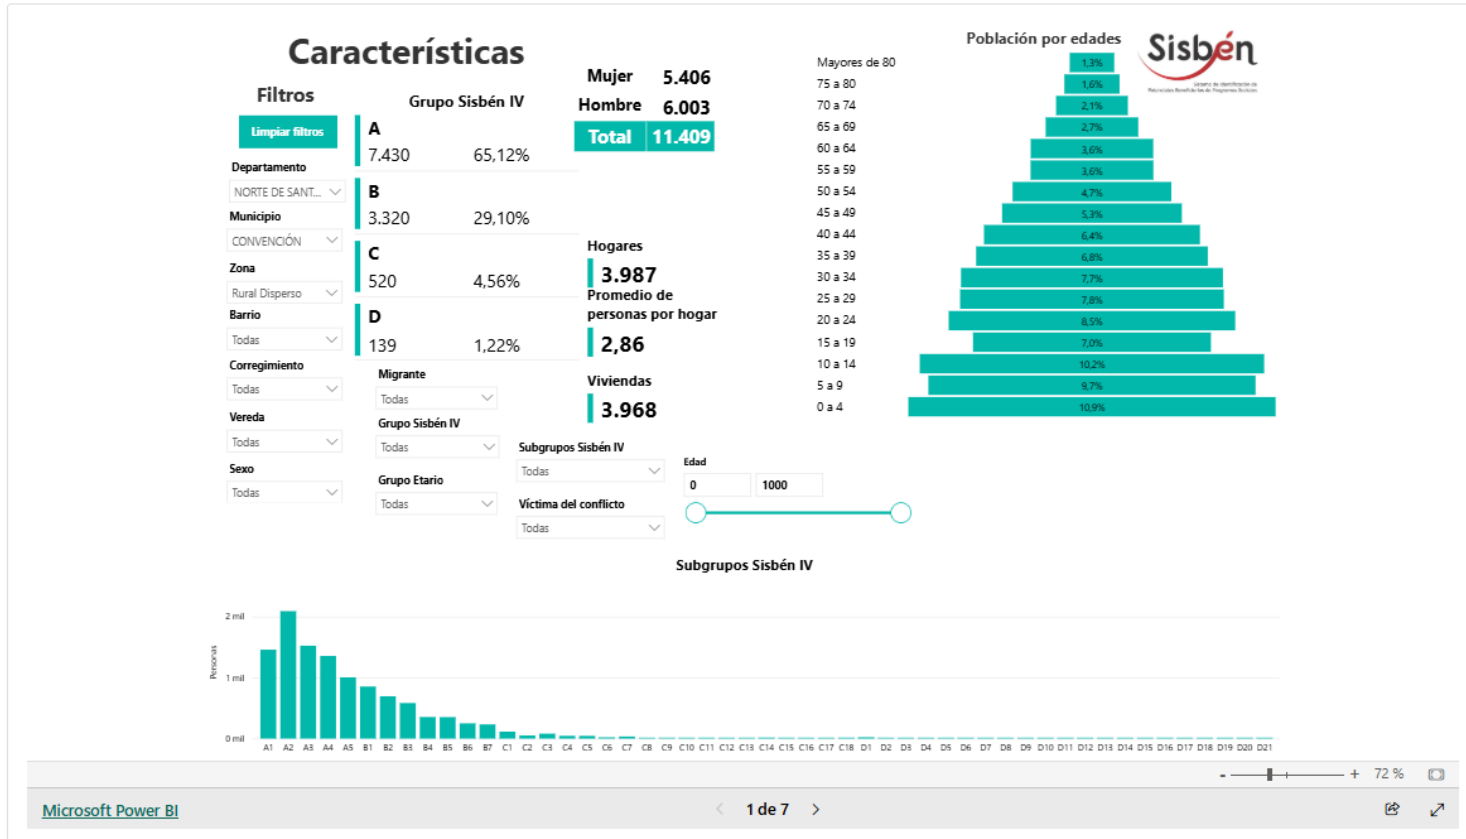 Características
Filtros
Limpiar filtros
Departamento
NORTE DE SANT...
Municipio
CONVENCIÓN
Zona
Rural Disperso
Barrio
Todas
Corregimiento
Todas
Vereda
Todas
Sexo
Todas
Grupo Sisbén IV
A
7.430 65,12%
B
3.320 29,10%
C
520 4,56%
D
139 1,22%
Migrante
Todas
Grupo Sisbén IV
Todas
Grupo Etario
Todas
Mujer 5.406
Hombre 6.003
Total 11.409
Hogares
3.987
Promedio de
personas por hogar
2,86
Viviendas
3.968
Subgrupos Sisbén IV
Todas
Víctima del conflicto
Todas
Edad
0 1000
Población por edades
Sisbén
Sistema de Identificación de
Potenciales Beneficiarios de Programas Sociales
Mayores de 80 1,3%
75 a 80 1,6%
70 a 74 2,1%
65 a 69 2,7%
60 a 64 3,6%
55 a 59 3,6%
50 a 54 4,7%
45 a 49 5,3%
40 a 44 6,4%
35 a 39 6,8%
30 a 34 7,7%
25 a 29 7,8%
20 a 24 8,5%
15 a 19 7,0%
10 a 14 10,2%
5 a 9 9,7%
0 a 4 10,9%
Subgrupos Sisbén IV
Personas
2 mil
1 mil
0 mil
A1 A2 A3 A4 A5 B1 B2 B3 B4 B5 B6 B7 C1 C2 C3 C4 C5 C6 C7 C8 C9 C10 C11 C12 C13 C14 C15 C16 C17 C18 D1 D2 D3 D4 D5 D6 D7 D8 D9 D10 D11 D12 D13 D14 D15 D16 D17 D18 D19 D20 D21
- + 72 %
Microsoft Power BI
1 de 7